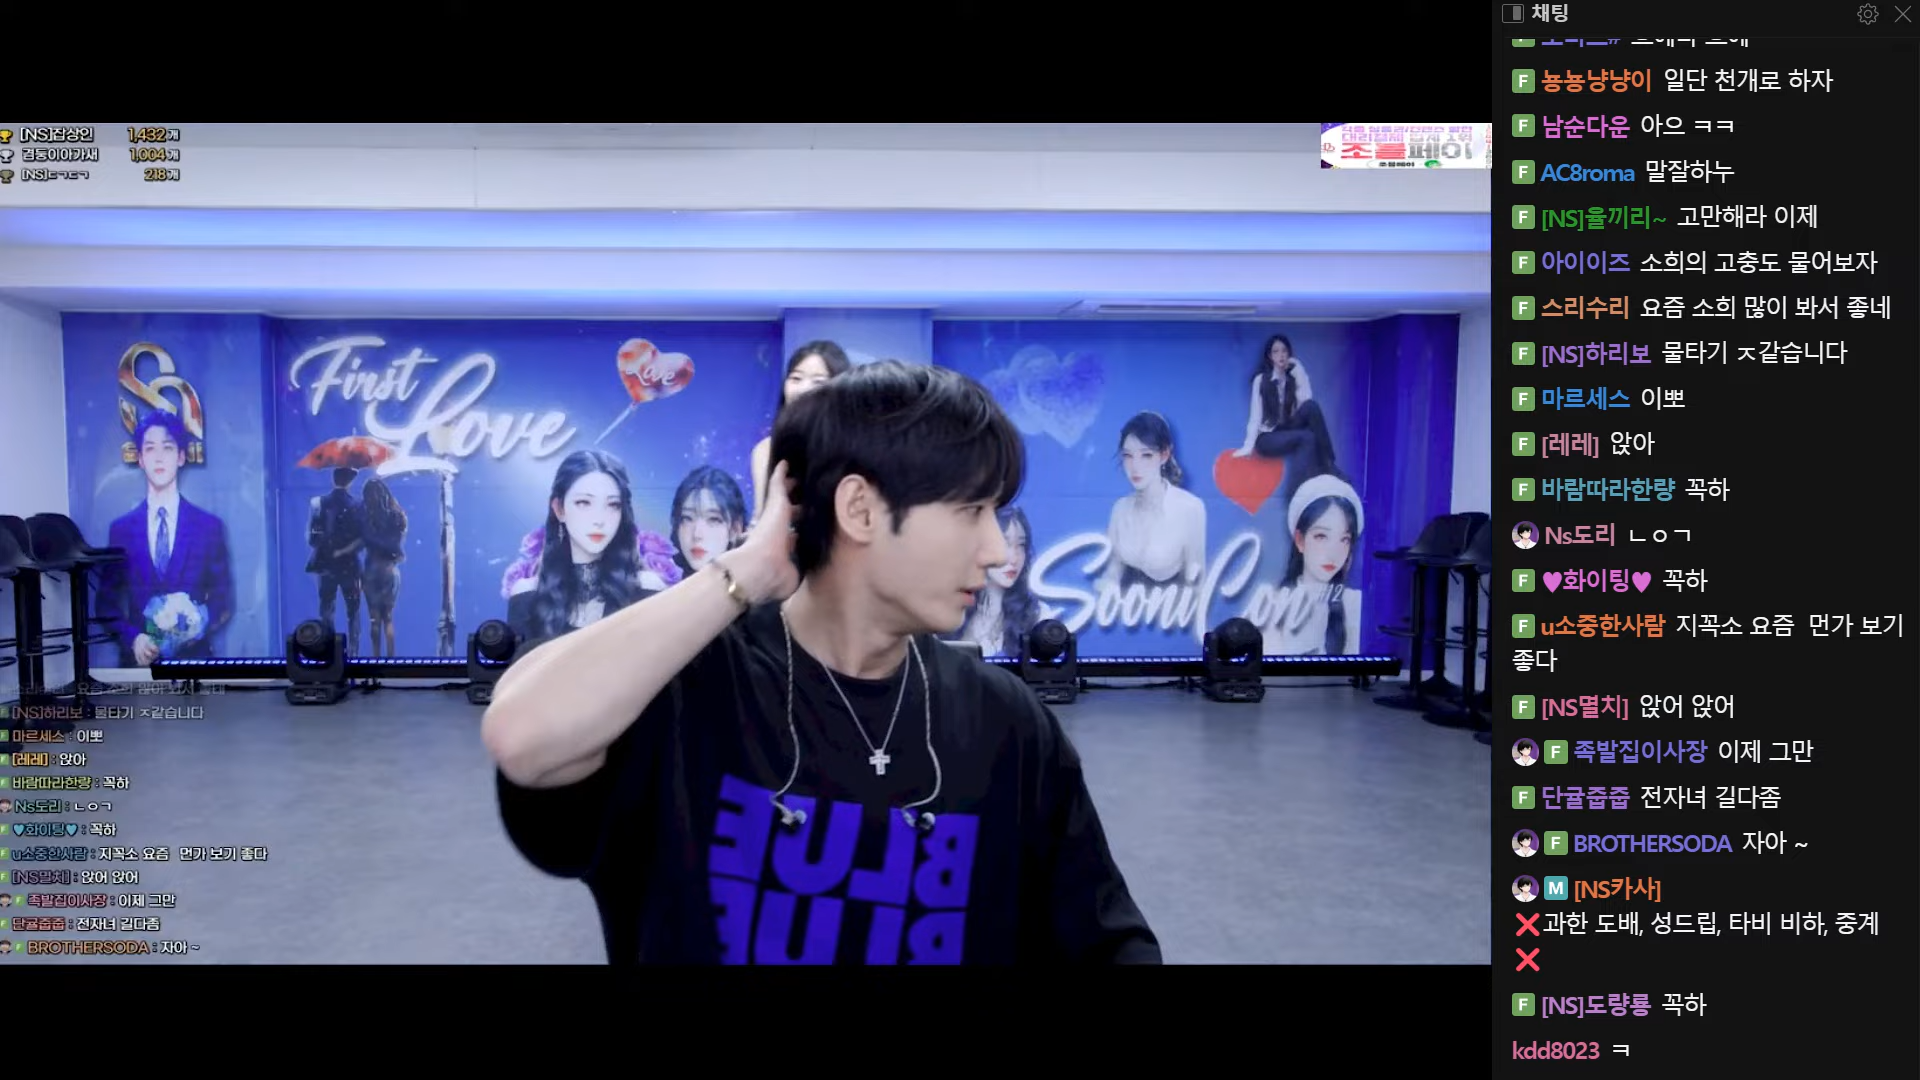 [NS]잡상인 1,432개
겸둥이아가새 1,004개
[NS]ㄷㄱㄷㄱ 218개
조블페이
First
Love
Love
SooniCon
#12
BLUE
BLUE
[NS]하리보 : 물타기 ㅈ같습니다
마르세스 : 이뽀
[레레] : 앉아
바람따라한량 : 꼭하
Ns도리 : ㄴㅇㄱ
♥화이팅♥ : 꼭하
u소중한사람 : 지꼭소 요즘 먼가 보기 좋다
[NS멸치] : 앉어 앉어
족발집이사장 : 이제 그만
단귤줍줍 : 전자녀 길다좀
BROTHERSODA : 자아 ~
채팅
F 뇽뇽냥냥이 일단 천개로 하자
F 남순다운 아으 ㅋㅋ
F AC8roma 말잘하누
F [NS]율끼리~ 고만해라 이제
F 아이이즈 소희의 고충도 물어보자
F 스리수리 요즘 소희 많이 봐서 좋네
F [NS]하리보 물타기 ㅈ같습니다
F 마르세스 이뽀
F [레레] 앉아
F 바람따라한량 꼭하
Ns도리 ㄴㅇㄱ
F ♥화이팅♥ 꼭하
F u소중한사람 지꼭소 요즘 먼가 보기
좋다
F [NS멸치] 앉어 앉어
F 족발집이사장 이제 그만
F 단귤줍줍 전자녀 길다좀
F BROTHERSODA 자아 ~
M [NS카사]
❌과한 도배, 성드립, 타비 비하, 중계
❌
F [NS]도량룡 꼭하
kdd8023 ㅋ